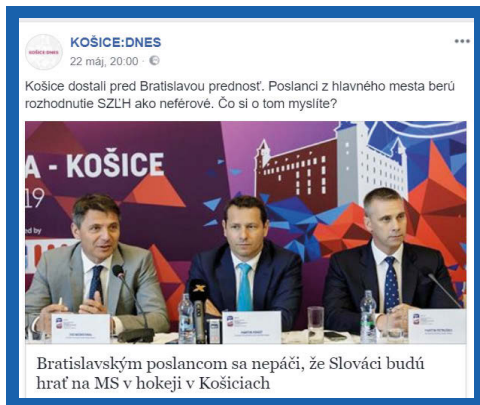 KOŠICE:DNES
KOŠICE:DNES
22 máj, 20:00 ·
Košice dostali pred Bratislavou prednosť. Poslanci z hlavného mesta berú
rozhodnutie SZĽH ako neférové. Čo si o tom myslíte?
A - KOŠICE
19
ed by
X
Bratislavským poslancom sa nepáči, že Slováci budú
hrať na MS v hokeji v Košiciach